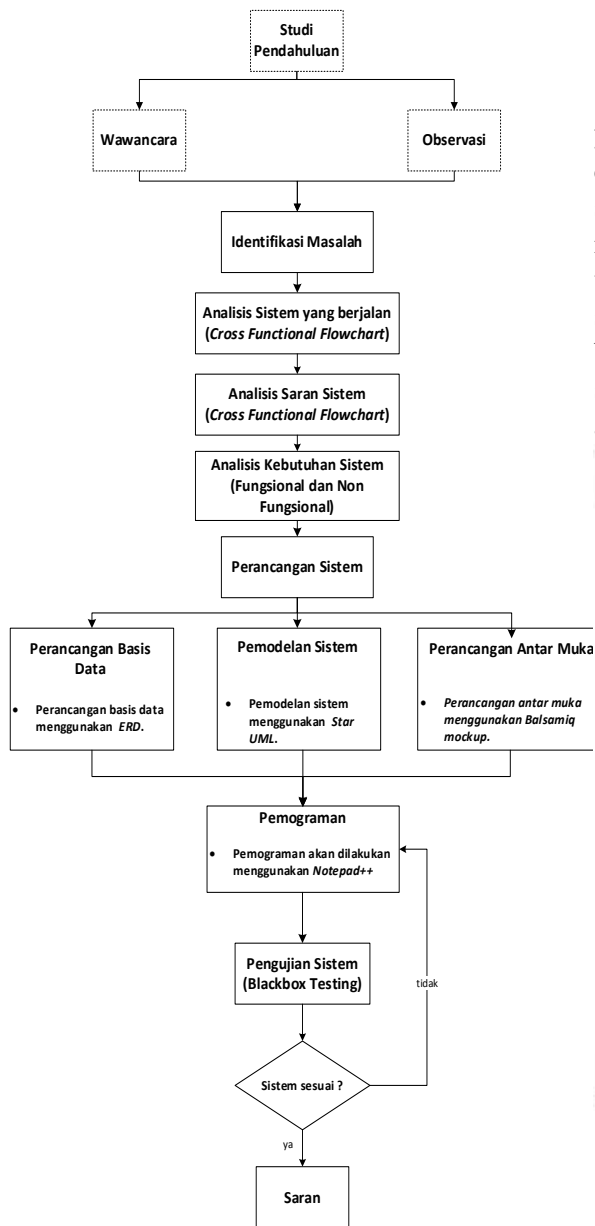 Studi
Pendahuluan
Wawancara
Observasi
Identifikasi Masalah
Analisis Sistem yang berjalan
(Cross Functional Flowchart)
Analisis Saran Sistem
(Cross Functional Flowchart)
Analisis Kebutuhan Sistem
(Fungsional dan Non
Fungsional)
Perancangan Sistem
Perancangan Basis
Data
• Perancangan basis data
menggunakan ERD.
Pemodelan Sistem
• Pemodelan sistem
menggunakan Star
UML.
Perancangan Antar Muka
• Perancangan antar muka
menggunakan Balsamiq
mockup.
Pemograman
• Pemograman akan dilakukan
menggunakan Notepad++
Pengujian Sistem
(Blackbox Testing)
tidak
Sistem sesuai ?
ya
Saran